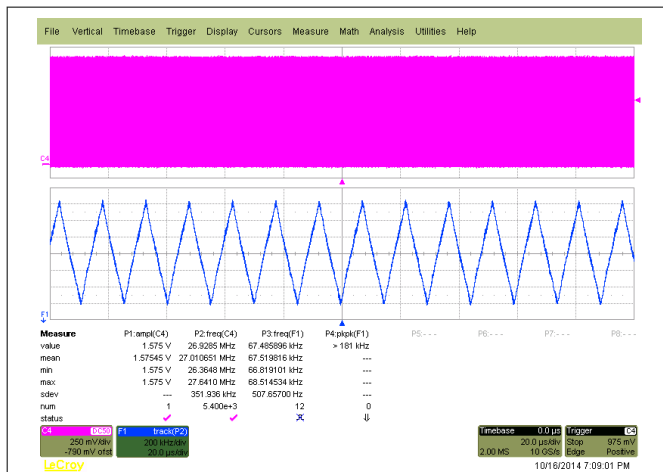 File Vertical Timebase Trigger Display Cursors Measure Math Analysis Utilities Help
C4
F1
Measure P1:ampl(C4) P2:freq(C4) P3:freq(F1) P4:pkpk(F1) P5:--- P6:--- P7:--- P8:---
value 1.575 V 26.9285 MHz 67.485896 kHz > 181 kHz
mean 1.57545 V 27.010651 MHz 67.519816 kHz ---
min 1.575 V 26.3648 MHz 66.819101 kHz ---
max 1.575 V 27.6410 MHz 68.514534 kHz ---
sdev --- 351.936 kHz 507.65700 Hz ---
num 1 5.400e+3 12 0
status
C4 DC50 F1 track(P2) Timebase 0.0 µs Trigger C4
250 mV/div 200 kHz/div 20.0 µs/div Stop 975 mV
-790 mV ofst 20.0 µs/div 2.00 MS 10 GS/s Edge Positive
LeCroy 10/16/2014 7:09:01 PM